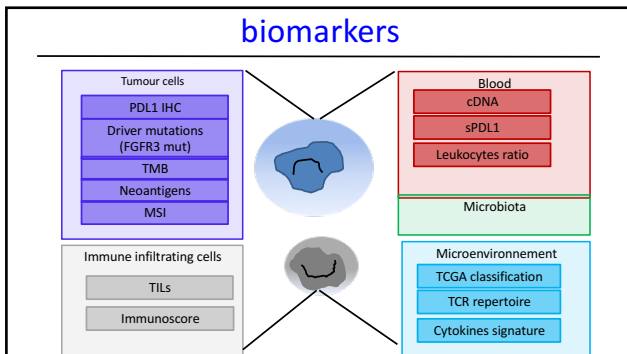 biomarkers
Tumour cells
PDL1 IHC
Driver mutations
(FGFR3 mut)
TMB
Neoantigens
MSI
Blood
cDNA
sPDL1
Leukocytes ratio
Microbiota
Immune infiltrating cells
TILs
Immunoscore
Microenvironnement
TCGA classification
TCR repertoire
Cytokines signature